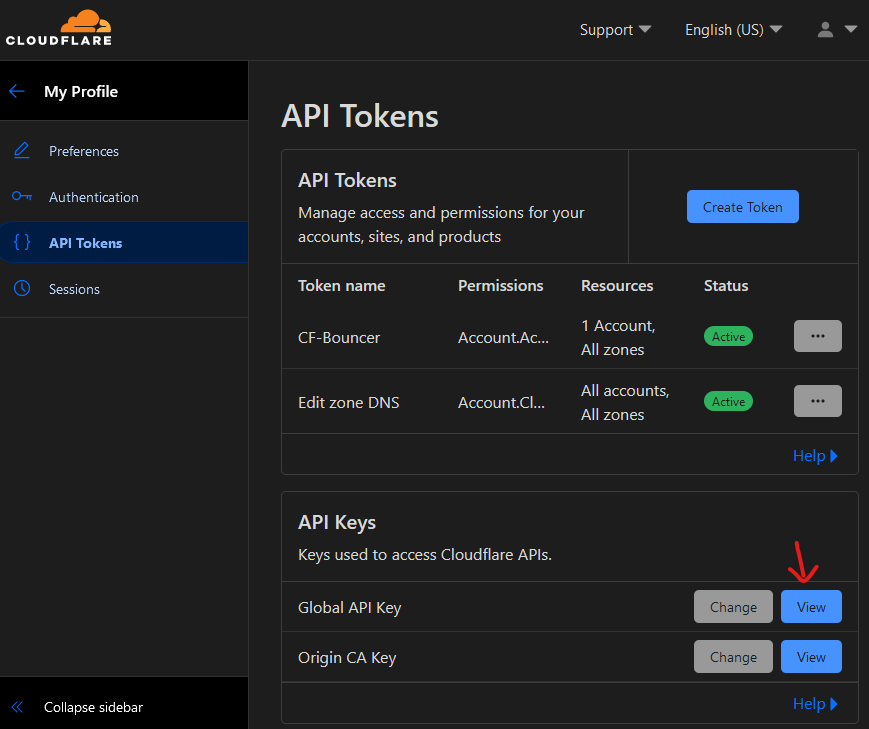 CLOUDFLARE
Support
English (US)
My Profile
Preferences
Authentication
API Tokens
Sessions
Collapse sidebar
API Tokens
API Tokens
Manage access and permissions for your
accounts, sites, and products
Create Token
Token name Permissions Resources Status
CF-Bouncer Account.Ac... 1 Account, Active ...
All zones
Edit zone DNS Account.Cl... All accounts, Active ...
All zones
Help
API Keys
Keys used to access Cloudflare APIs.
Global API Key Change View
Origin CA Key Change View
Help